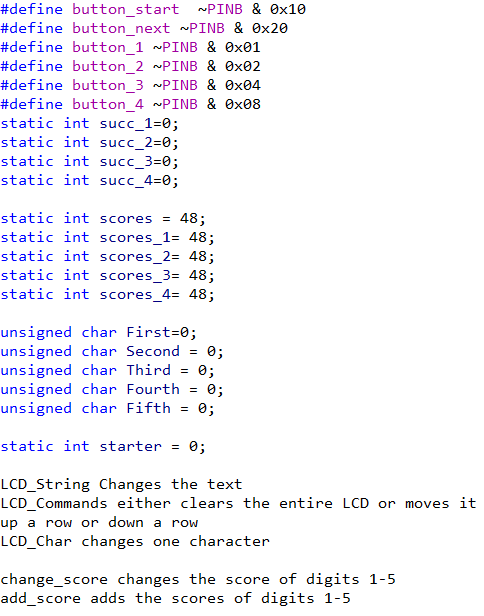 #define button_start  ~PINB & 0x10
#define button_next ~PINB & 0x20
#define button_1 ~PINB & 0x01
#define button_2 ~PINB & 0x02
#define button_3 ~PINB & 0x04
#define button_4 ~PINB & 0x08
static int succ_1=0;
static int succ_2=0;
static int succ_3=0;
static int succ_4=0;

static int scores = 48;
static int scores_1= 48;
static int scores_2= 48;
static int scores_3= 48;
static int scores_4= 48;

unsigned char First=0;
unsigned char Second = 0;
unsigned char Third = 0;
unsigned char Fourth = 0;
unsigned char Fifth = 0;

static int starter = 0;

LCD_String Changes the text
LCD_Commands either clears the entire LCD or moves it
up a row or down a row
LCD_Char changes one character

change_score changes the score of digits 1-5
add_score adds the scores of digits 1-5